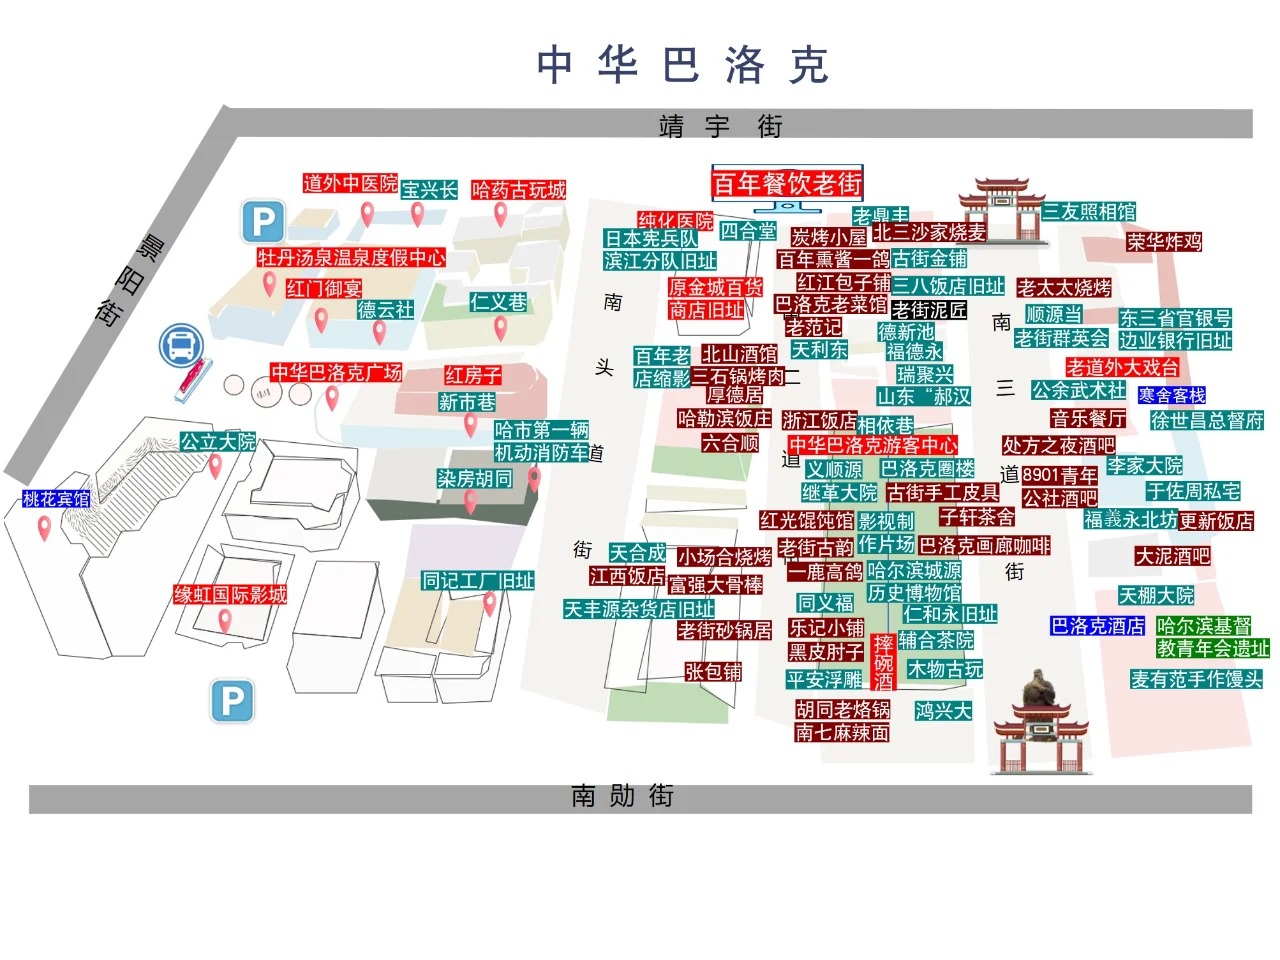 中华巴洛克
靖宇街
景阳街
P
道外中医院
宝兴长
哈药古玩城
牡丹汤泉温泉度假中心
红门御宴
德云社
仁义巷
中华巴洛克广场
红房子
新市巷
哈市第一辆
机动消防车
公立大院
染房胡同
桃花宾馆
缘虹国际影城
同记工厂旧址
P
南头道街
百年餐饮老街
纯化医院
四合堂
日本宪兵队
滨江分队旧址
原金城百货
商店旧址
百年老
店缩影
北山酒馆
三石锅烤肉
厚德居
哈勒滨饭庄
六合顺
天合成
小场合烧烤
江西饭店
富强大骨棒
天丰源杂货店旧址
老街砂锅居
张包铺
二道
老鼎丰
炭烤小屋
北三沙家烧麦
百年熏酱一鸽
古街金铺
红江包子铺
三八饭店旧址
巴洛克老菜馆
老街泥匠
老范记
德新池
天利东
福德永
瑞聚兴
山东“郝汉
浙江饭店
相依巷
中华巴洛克游客中心
义顺源
巴洛克圈楼
继革大院
古街手工皮具
红光馄饨馆
影视制
作片场
子轩茶舍
老街古韵
巴洛克画廊咖啡
一鹿高鸽
哈尔滨城源
历史博物馆
同义福
仁和永旧址
乐记小铺
辅合茶院
黑皮肘子
摔碗酒
木物古玩
平安浮雕
胡同老烙锅
鸿兴大
南七麻辣面
南三道街
三友照相馆
荣华炸鸡
老太太烧烤
顺源当
东三省官银号
老街群英会
边业银行旧址
老道外大戏台
公余武术社
寒舍客栈
音乐餐厅
徐世昌总督府
处方之夜酒吧
李家大院
8901青年
公社酒吧
于佐周私宅
福義永北坊
更新饭店
大泥酒吧
天棚大院
巴洛克酒店
哈尔滨基督
教青年会遗址
麦有范手作馒头
南勋街